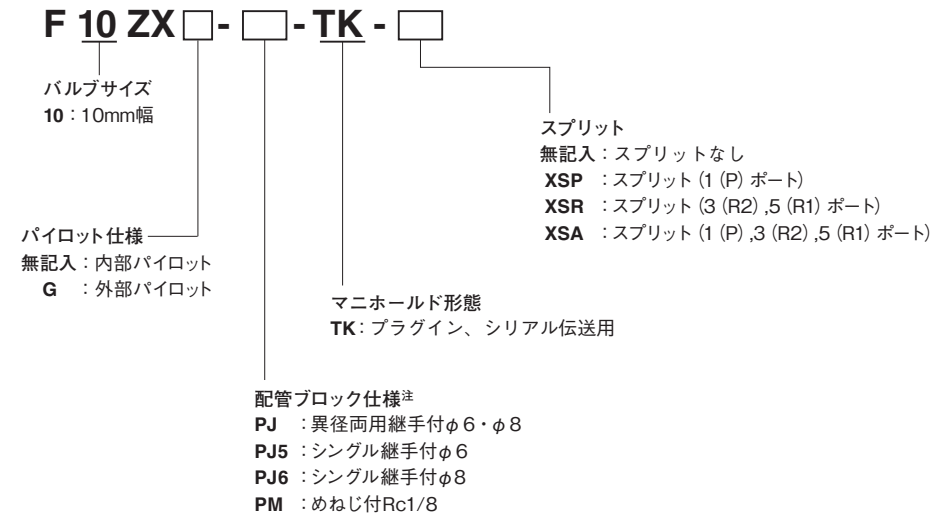 F 10 ZX□-□-TK-□
バルブサイズ
10：10mm幅
スプリット
無記入：スプリットなし
XSP：スプリット（1（P）ポート）
XSR：スプリット（3（R2）,5（R1）ポート）
XSA：スプリット（1（P）,3（R2）,5（R1）ポート）
パイロット仕様
無記入：内部パイロット
G：外部パイロット
マニホールド形態
TK：プラグイン、シリアル伝送用
配管ブロック仕様注
PJ：異径両用継手付φ6・φ8
PJ5：シングル継手付φ6
PJ6：シングル継手付φ8
PM：めねじ付Rc1/8